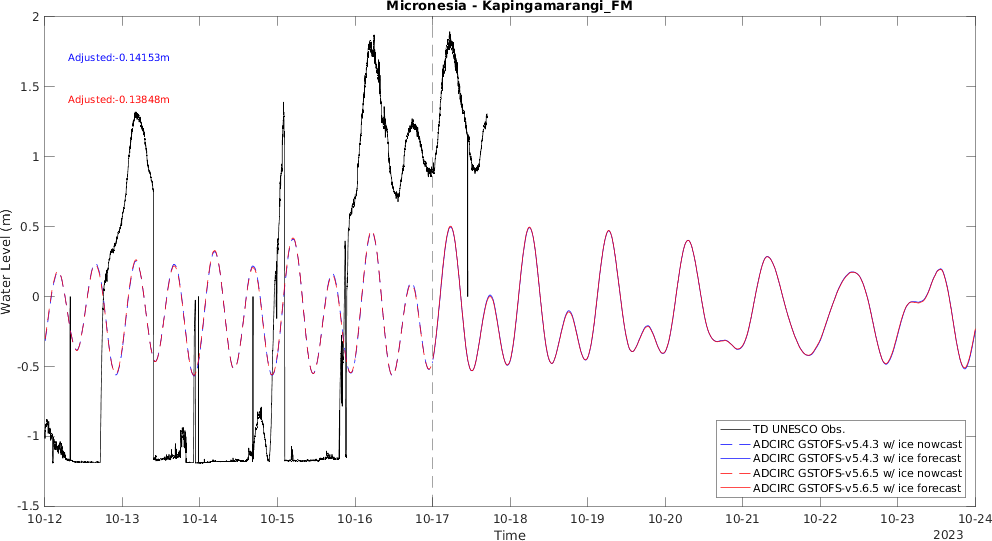 Micronesia - Kapingamarangi_FM
2
1.5
1
0.5
0
-0.5
-1
-1.5
Water Level (m)
Adjusted:-0.14153m
Adjusted:-0.13848m
TD UNESCO Obs.
ADCIRC GSTOFS-v5.4.3 w/ ice nowcast
ADCIRC GSTOFS-v5.4.3 w/ ice forecast
ADCIRC GSTOFS-v5.6.5 w/ ice nowcast
ADCIRC GSTOFS-v5.6.5 w/ ice forecast
10-12 10-13 10-14 10-15 10-16 10-17 10-18 10-19 10-20 10-21 10-22 10-23 10-24
Time
2023